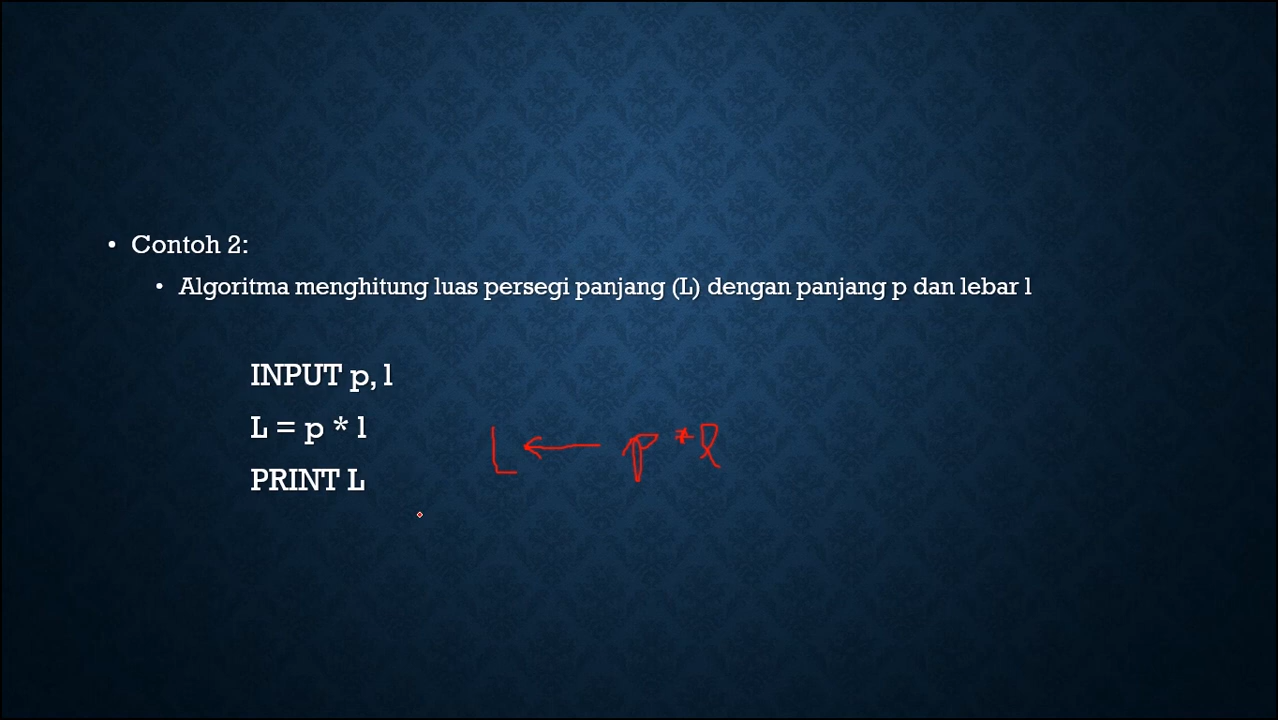 • Contoh 2:
• Algoritma menghitung luas persegi panjang (L) dengan panjang p dan lebar l
INPUT p, l
L = p * l
L ← p * l
PRINT L